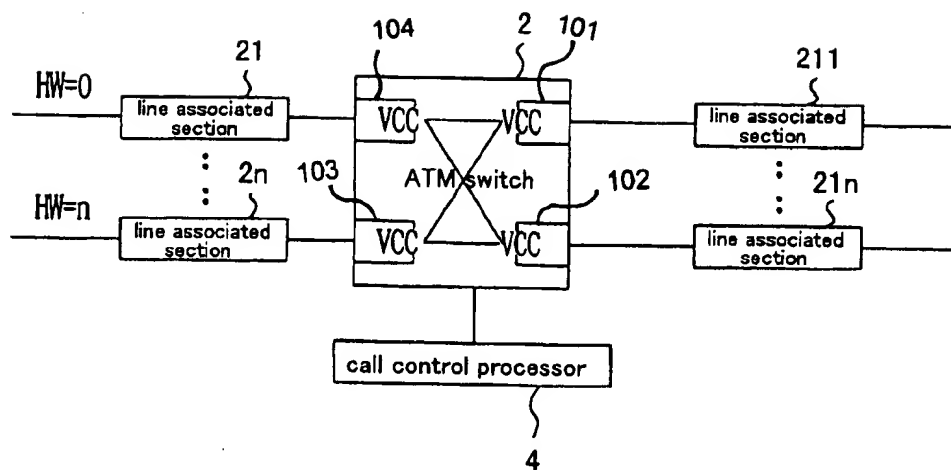 2
101
104
21
211
HW=0
line associated
section
VCC
VCC
line associated
section
ATM switch
2n
103
102
21n
HW=n
line associated
section
VCC
VCC
line associated
section
call control processor
4